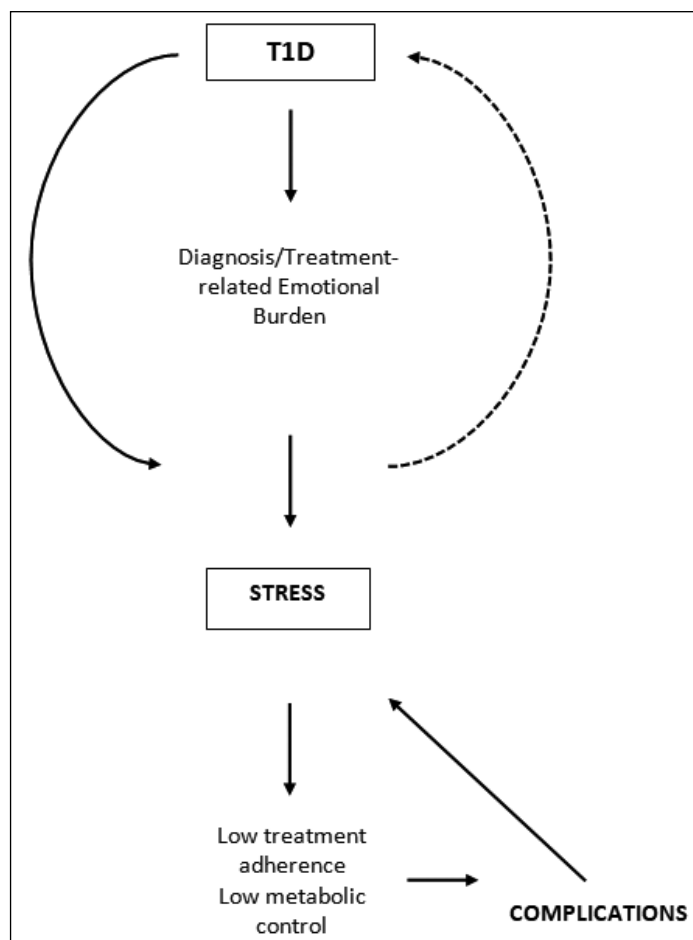 T1D
Diagnosis/Treatment-
related Emotional
Burden
STRESS
Low treatment
adherence
Low metabolic
control
COMPLICATIONS